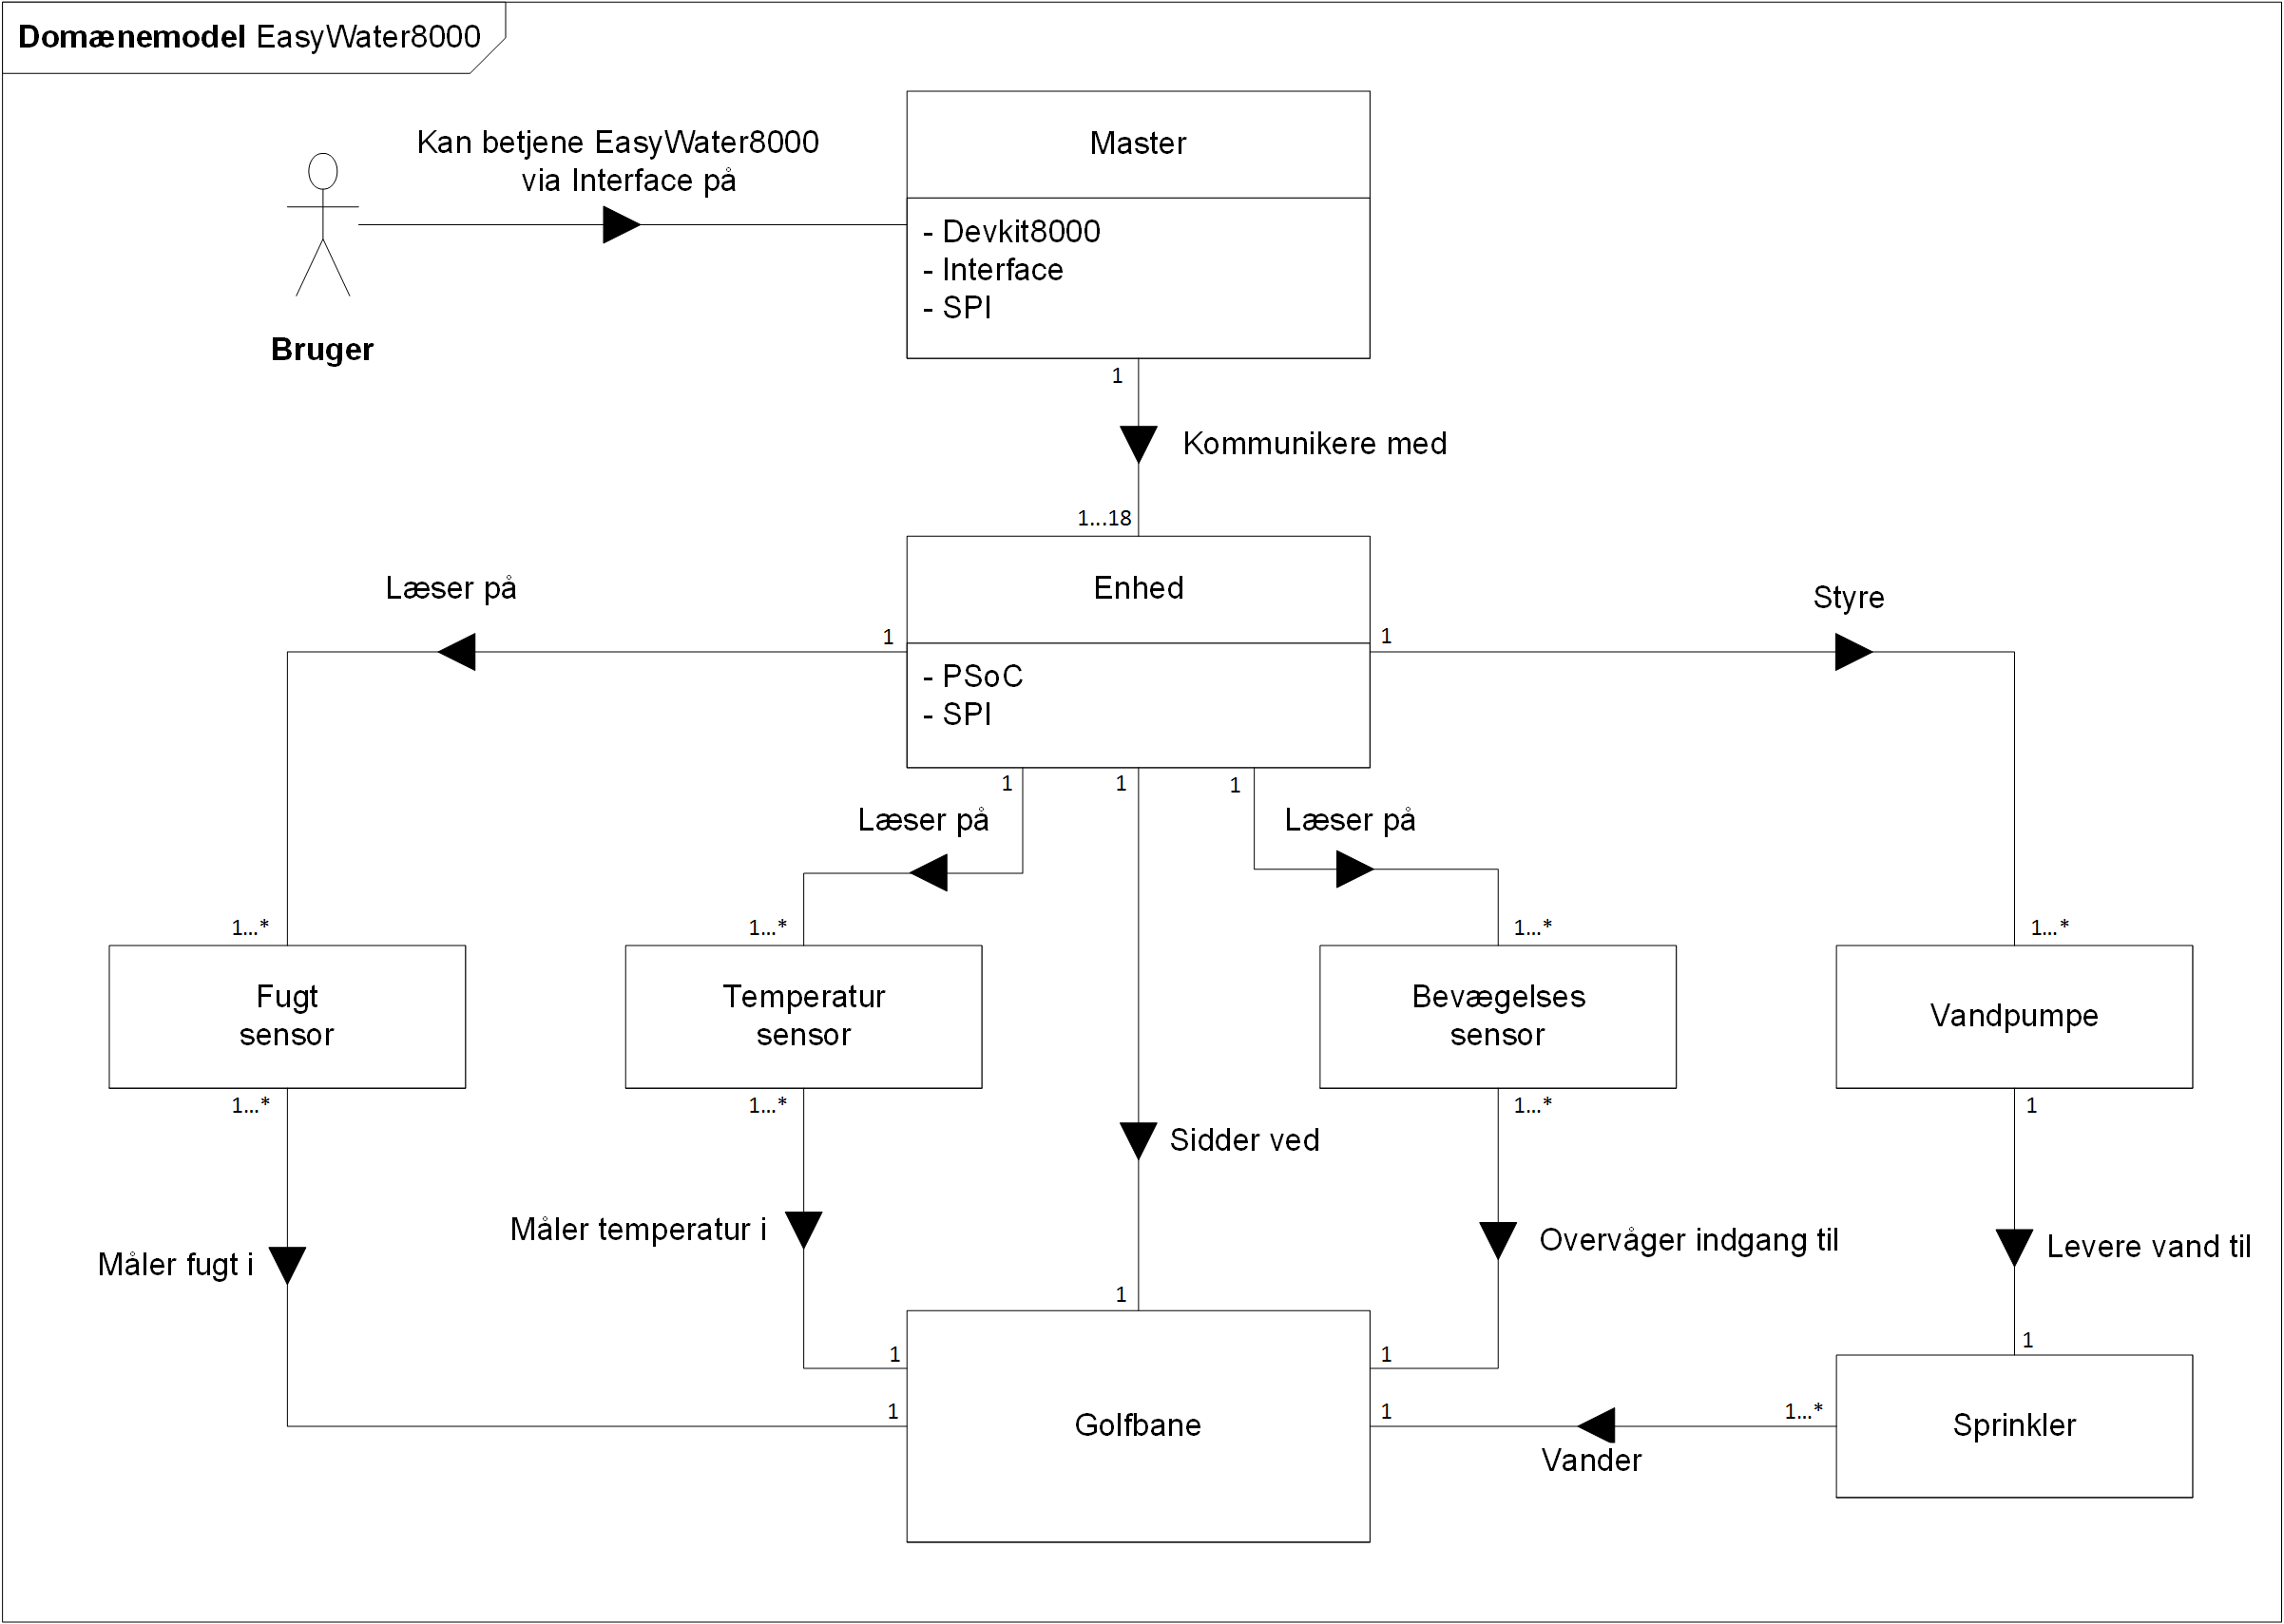 Domænemodel EasyWater8000
Kan betjene EasyWater8000
via Interface på
Bruger
Master
- Devkit8000
- Interface
- SPI
1
Kommunikere med
1...18
Enhed
- PSoC
- SPI
Læser på
1
1
Styre
1
1
1
Læser på
Læser på
Sidder ved
1...*
1...*
1...*
1...*
Fugt
sensor
Temperatur
sensor
Bevægelses
sensor
Vandpumpe
1...*
1...*
1...*
1
Måler fugt i
Måler temperatur i
Overvåger indgang til
Levere vand til
1
1
1
1
1
1
Golfbane
1...*
Vander
Sprinkler